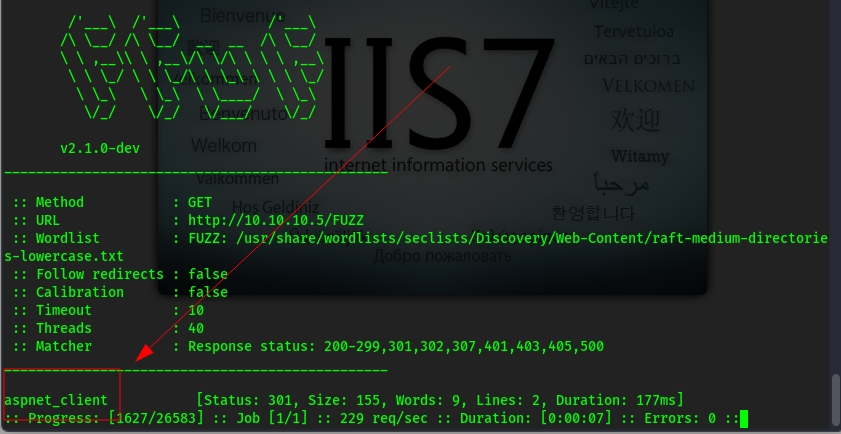 Bienvenue
Vítejte
Tervetuloa
ברוכים הבאים
VELKOMEN
IIS7
internet information services
Benvenuto
欢迎
Welkom
Witamy
مرحباً
Hos Geldiniz
환영합니다
Добро пожаловать
v2.1.0-dev
________________________________________________
:: Method : GET
:: URL : http://10.10.10.5/FUZZ
:: Wordlist : FUZZ: /usr/share/wordlists/seclists/Discovery/Web-Content/raft-medium-directorie
s-lowercase.txt
:: Follow redirects : false
:: Calibration : false
:: Timeout : 10
:: Threads : 40
:: Matcher : Response status: 200-299,301,302,307,401,403,405,500
________________________________________________
aspnet_client [Status: 301, Size: 155, Words: 9, Lines: 2, Duration: 177ms]
:: Progress: [1627/26583] :: Job [1/1] :: 229 req/sec :: Duration: [0:00:07] :: Errors: 0 ::